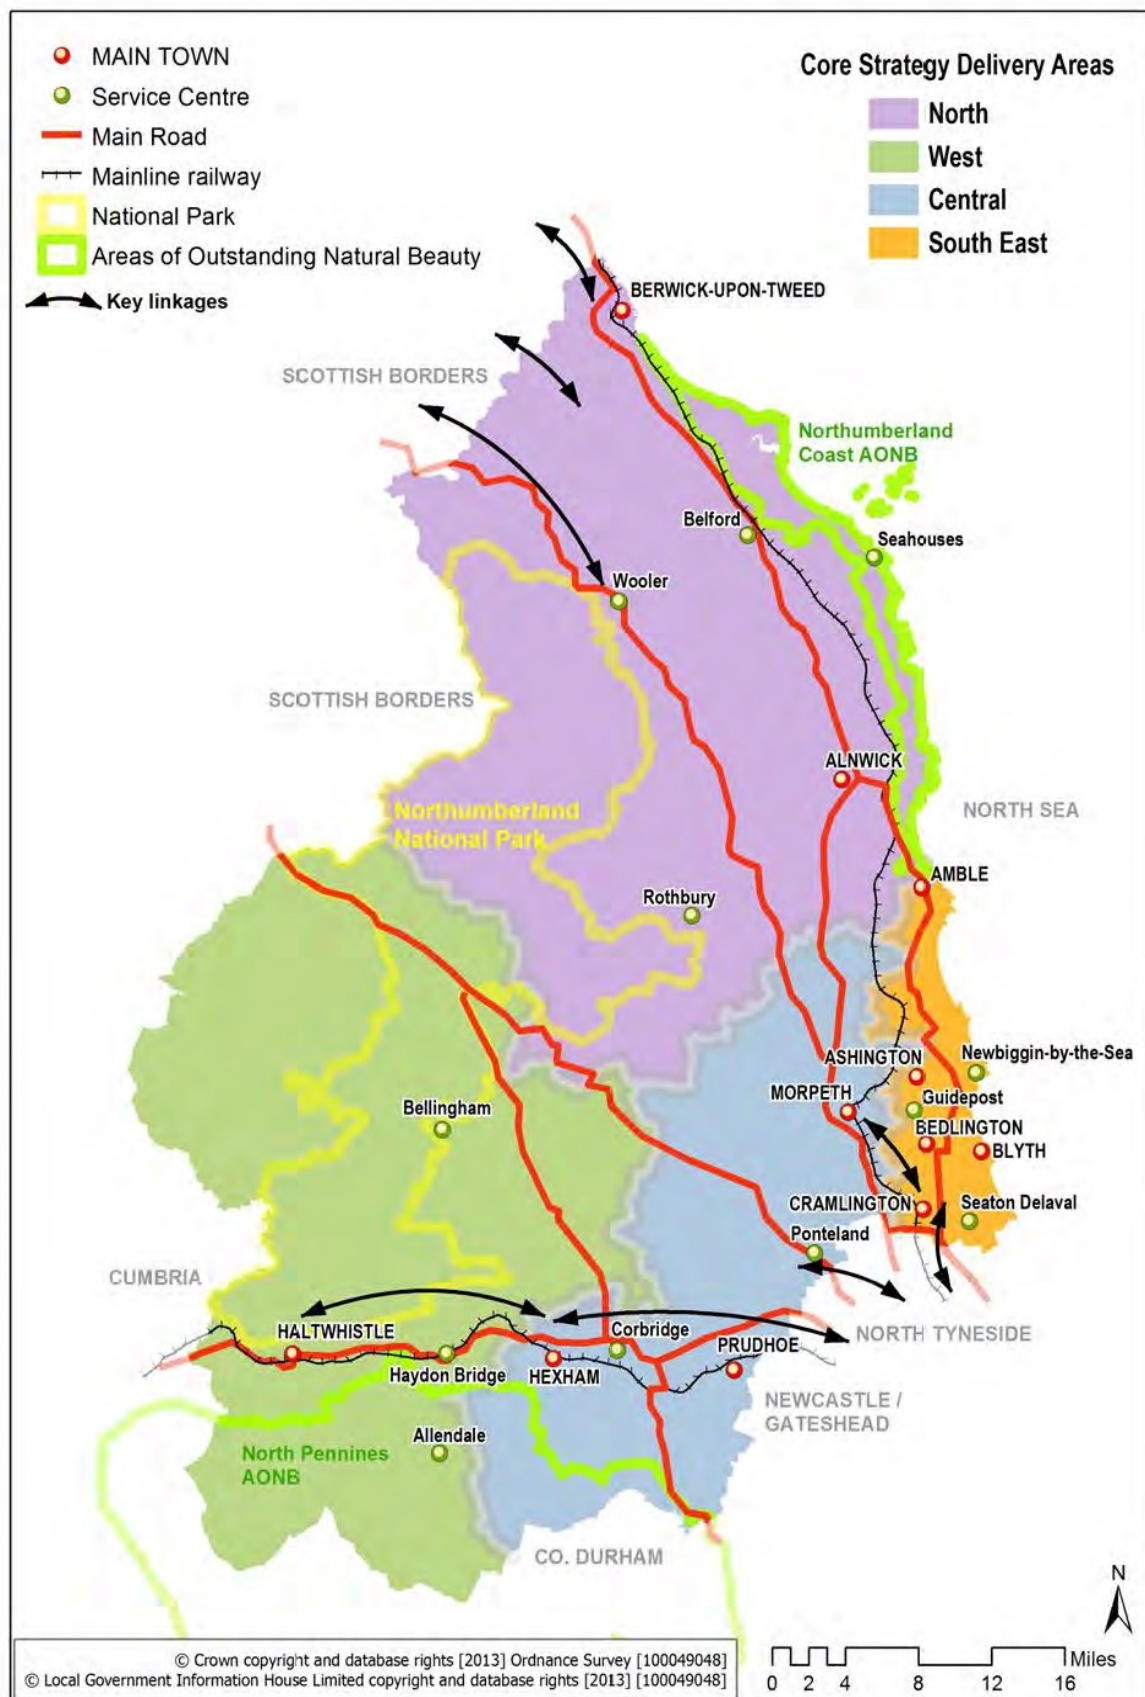 MAIN TOWN
Service Centre
Main Road
Mainline railway
National Park
Areas of Outstanding Natural Beauty
Key linkages
Core Strategy Delivery Areas
North
West
Central
South East
BERWICK-UPON-TWEED
SCOTTISH BORDERS
Northumberland
Coast AONB
Belford
Seahouses
Wooler
SCOTTISH BORDERS
ALNWICK
Northumberland
National Park
NORTH SEA
AMBLE
Rothbury
ASHINGTON
Newbiggin-by-the-Sea
MORPETH
Guidepost
Bellingham
BEDLINGTON
BLYTH
CRAMLINGTON
Seaton Delaval
Ponteland
CUMBRIA
HALTWHISTLE
Corbridge
NORTH TYNESIDE
Haydon Bridge
HEXHAM
PRUDHOE
NEWCASTLE /
GATESHEAD
Allendale
North Pennines
AONB
CO. DURHAM
N
© Crown copyright and database rights [2013] Ordnance Survey [100049048]
© Local Government Information House Limited copyright and database rights [2013] [100049048]
Miles
0 2 4 8 12 16